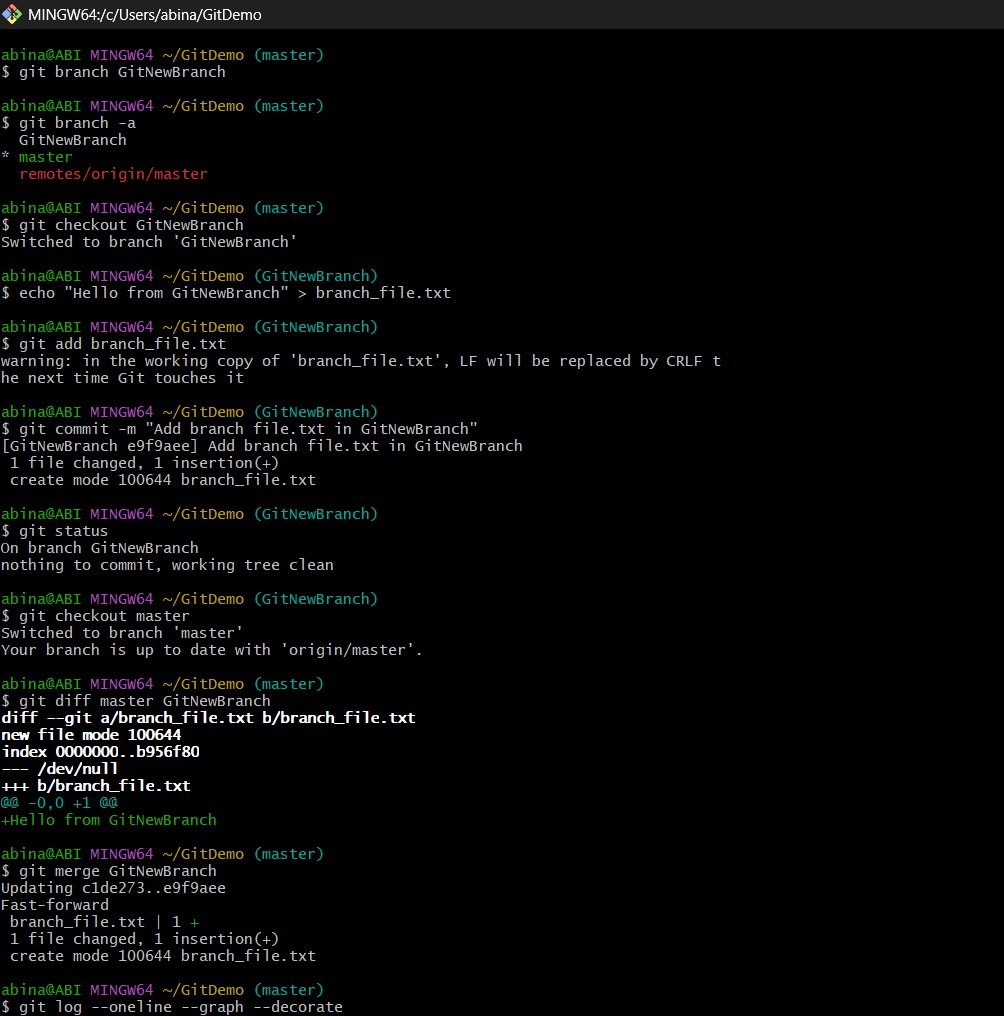 MINGW64:/c/Users/abina/GitDemo
abina@ABI MINGW64 ~/GitDemo (master)
$ git branch GitNewBranch
abina@ABI MINGW64 ~/GitDemo (master)
$ git branch -a
  GitNewBranch
* master
  remotes/origin/master
abina@ABI MINGW64 ~/GitDemo (master)
$ git checkout GitNewBranch
Switched to branch 'GitNewBranch'
abina@ABI MINGW64 ~/GitDemo (GitNewBranch)
$ echo "Hello from GitNewBranch" > branch_file.txt
abina@ABI MINGW64 ~/GitDemo (GitNewBranch)
$ git add branch_file.txt
warning: in the working copy of 'branch_file.txt', LF will be replaced by CRLF t
he next time Git touches it
abina@ABI MINGW64 ~/GitDemo (GitNewBranch)
$ git commit -m "Add branch file.txt in GitNewBranch"
[GitNewBranch e9f9aee] Add branch file.txt in GitNewBranch
 1 file changed, 1 insertion(+)
 create mode 100644 branch_file.txt
abina@ABI MINGW64 ~/GitDemo (GitNewBranch)
$ git status
On branch GitNewBranch
nothing to commit, working tree clean
abina@ABI MINGW64 ~/GitDemo (GitNewBranch)
$ git checkout master
Switched to branch 'master'
Your branch is up to date with 'origin/master'.
abina@ABI MINGW64 ~/GitDemo (master)
$ git diff master GitNewBranch
diff --git a/branch_file.txt b/branch_file.txt
new file mode 100644
index 0000000..b956f80
--- /dev/null
+++ b/branch_file.txt
@@ -0,0 +1 @@
+Hello from GitNewBranch
abina@ABI MINGW64 ~/GitDemo (master)
$ git merge GitNewBranch
Updating c1de273..e9f9aee
Fast-forward
 branch_file.txt | 1 +
 1 file changed, 1 insertion(+)
 create mode 100644 branch_file.txt
abina@ABI MINGW64 ~/GitDemo (master)
$ git log --oneline --graph --decorate